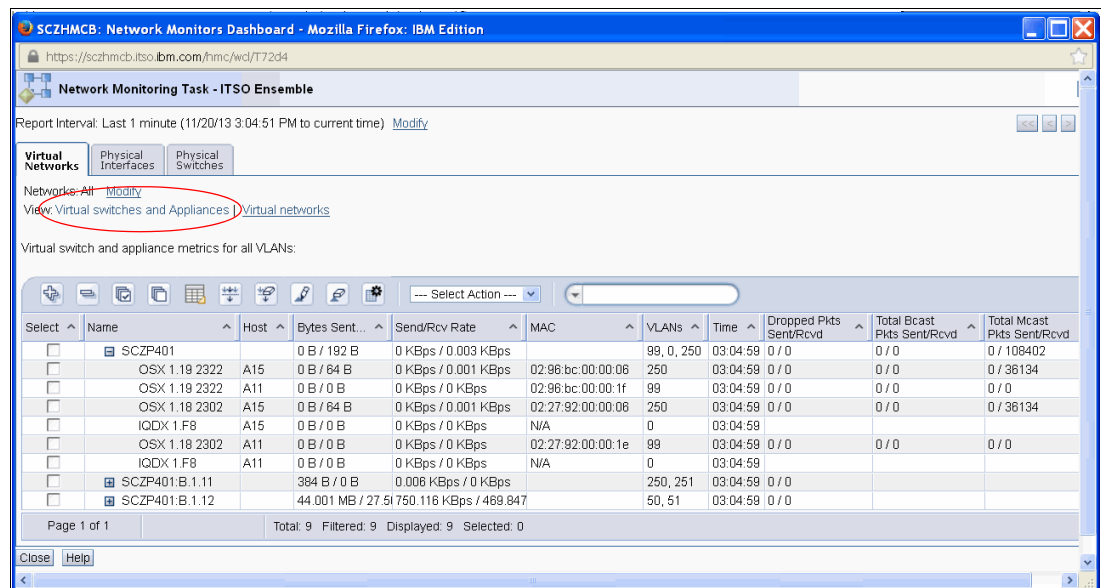 SCZHMCB: Network Monitors Dashboard - Mozilla Firefox: IBM Edition
https://sczhmcb.itso.ibm.com/hmc/wcl/T72d4
Network Monitoring Task - ITSO Ensemble
Report Interval: Last 1 minute (11/20/13 3:04:51 PM to current time) Modify << < >
Virtual Networks Physical Interfaces Physical Switches
Networks: All Modify
View: Virtual switches and Appliances | Virtual networks
Virtual switch and appliance metrics for all VLANs:
--- Select Action ---
Select Name Host Bytes Sent... Send/Rcv Rate MAC VLANs Time Dropped Pkts Sent/Rcvd Total Bcast Pkts Sent/Rcvd Total Mcast Pkts Sent/Rcvd
SCZP401 0 B / 192 B 0 KBps / 0.003 KBps 99, 0, 250 03:04:59 0 / 0 0 / 0 0 / 108402
OSX 1.19 2322 A15 0 B / 64 B 0 KBps / 0.001 KBps 02:96:bc:00:00:06 250 03:04:59 0 / 0 0 / 0 0 / 36134
OSX 1.19 2322 A11 0 B / 0 B 0 KBps / 0 KBps 02:96:bc:00:00:1f 99 03:04:59 0 / 0 0 / 0 0 / 0
OSX 1.18 2302 A15 0 B / 64 B 0 KBps / 0.001 KBps 02:27:92:00:00:06 250 03:04:59 0 / 0 0 / 0 0 / 36134
IQDX 1.F8 A15 0 B / 0 B 0 KBps / 0 KBps N/A 0 03:04:59
OSX 1.18 2302 A11 0 B / 0 B 0 KBps / 0 KBps 02:27:92:00:00:1e 99 03:04:59 0 / 0 0 / 0 0 / 0
IQDX 1.F8 A11 0 B / 0 B 0 KBps / 0 KBps N/A 0 03:04:59
SCZP401:B.1.11 384 B / 0 B 0.006 KBps / 0 KBps 250, 251 03:04:59 0 / 0
SCZP401:B.1.12 44.001 MB / 27.5 750.116 KBps / 469.847 50, 51 03:04:59 0 / 0
Page 1 of 1 Total: 9 Filtered: 9 Displayed: 9 Selected: 0
Close Help